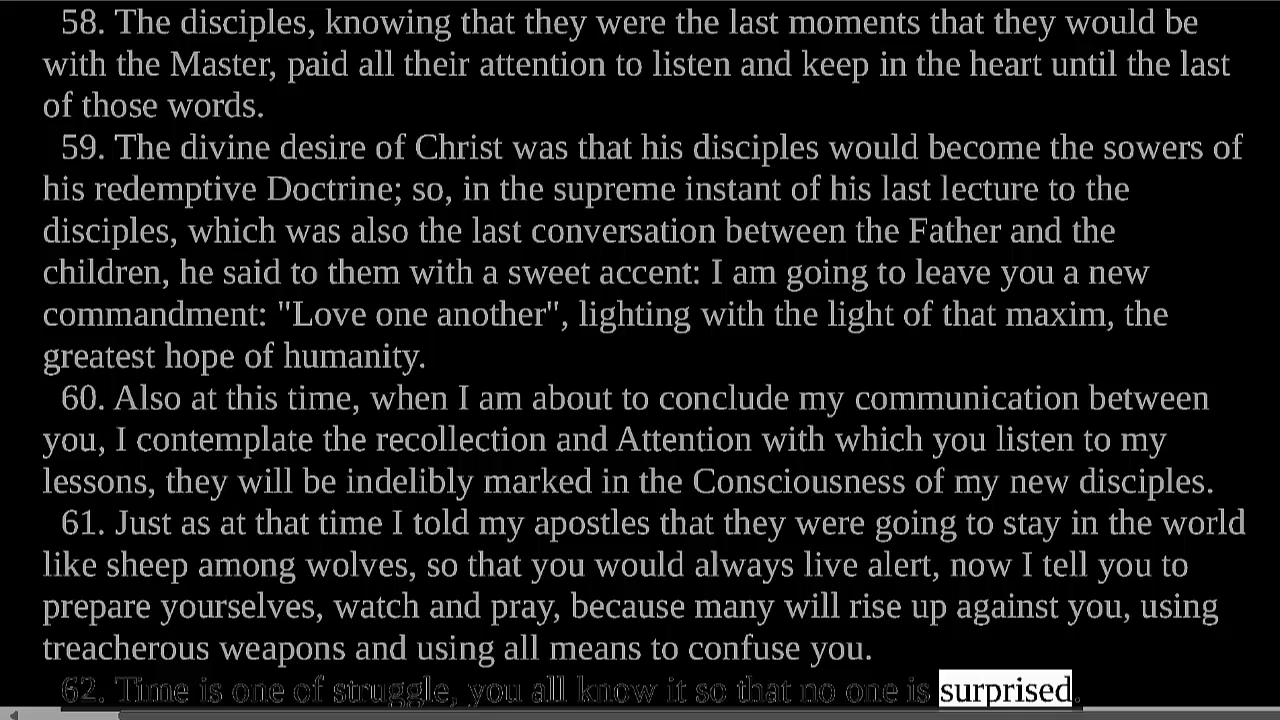 58. The disciples, knowing that they were the last moments that they would be
with the Master, paid all their attention to listen and keep in the heart until the last
of those words.
59. The divine desire of Christ was that his disciples would become the sowers of
his redemptive Doctrine; so, in the supreme instant of his last lecture to the
disciples, which was also the last conversation between the Father and the
children, he said to them with a sweet accent: I am going to leave you a new
commandment: "Love one another", lighting with the light of that maxim, the
greatest hope of humanity.
60. Also at this time, when I am about to conclude my communication between
you, I contemplate the recollection and Attention with which you listen to my
lessons, they will be indelibly marked in the Consciousness of my new disciples.
61. Just as at that time I told my apostles that they were going to stay in the world
like sheep among wolves, so that you would always live alert, now I tell you to
prepare yourselves, watch and pray, because many will rise up against you, using
treacherous weapons and using all means to confuse you.
62. Time is one of struggle, you all know it so that no one is surprised.